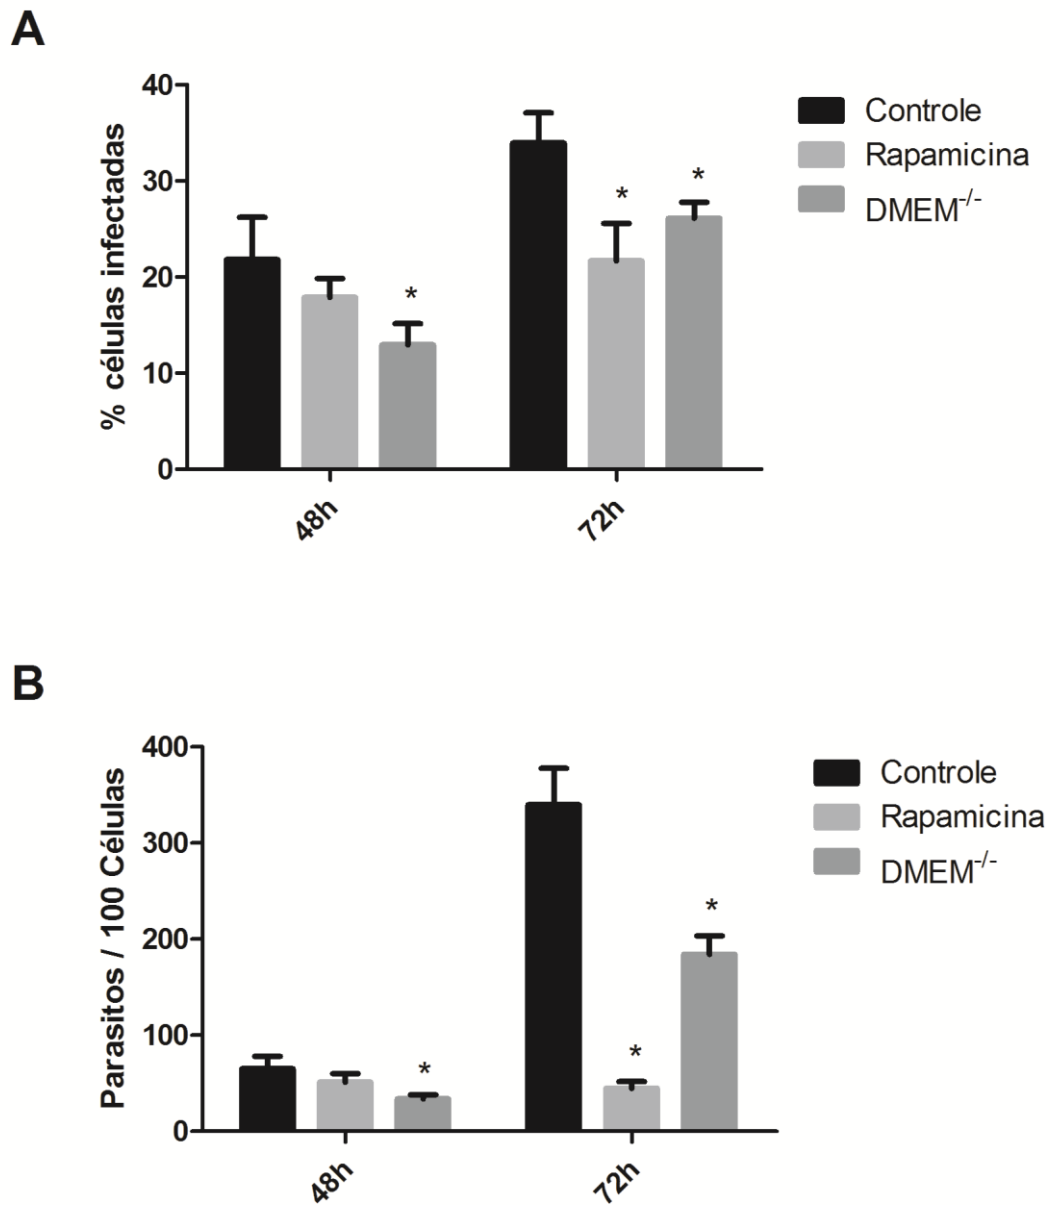 A
% células infectadas
40
30
20
10
0
*
*
*
48h
72h
Controle
Rapamicina
DMEM-/-
B
Parasitos / 100 Células
400
300
200
100
0
*
*
*
48h
72h
Controle
Rapamicina
DMEM-/-